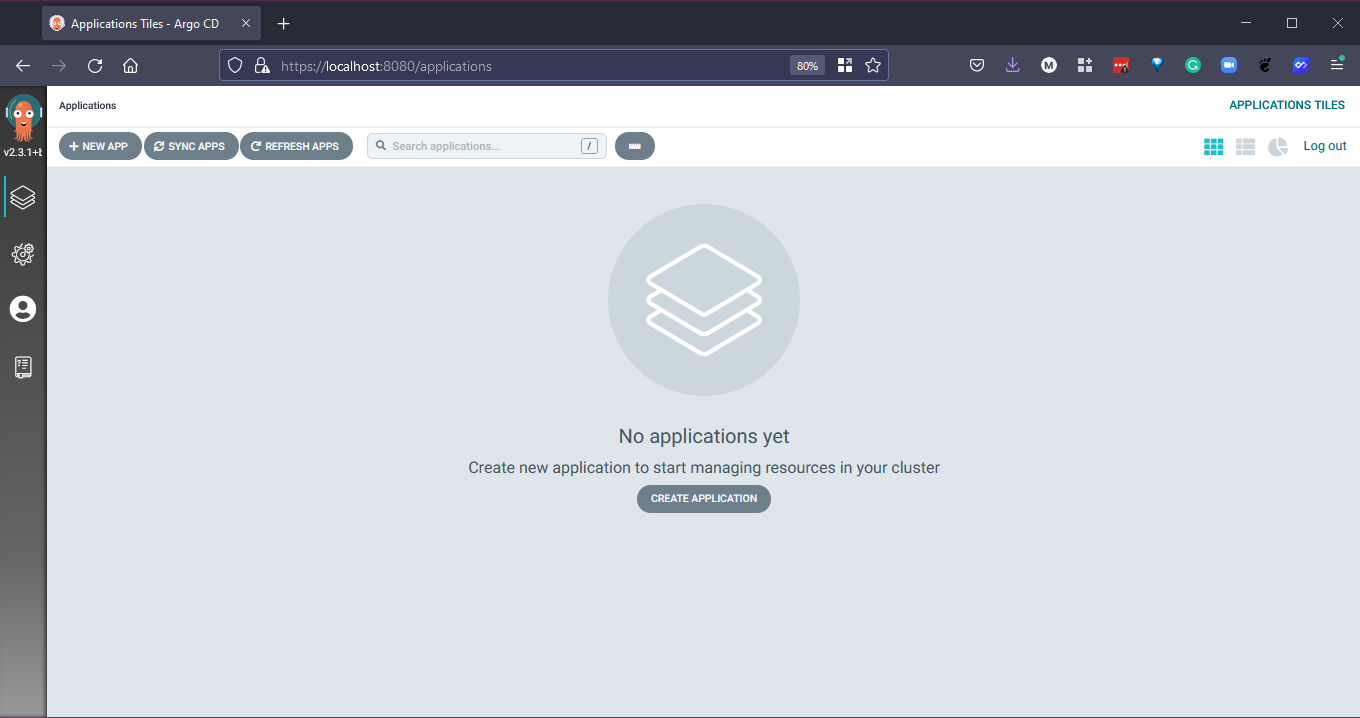 Applications Tiles - Argo CD
https://localhost:8080/applications
80%
M
G
Applications
APPLICATIONS TILES
v2.3.1+
NEW APP
SYNC APPS
REFRESH APPS
Search applications...
/
Log out
No applications yet
Create new application to start managing resources in your cluster
CREATE APPLICATION